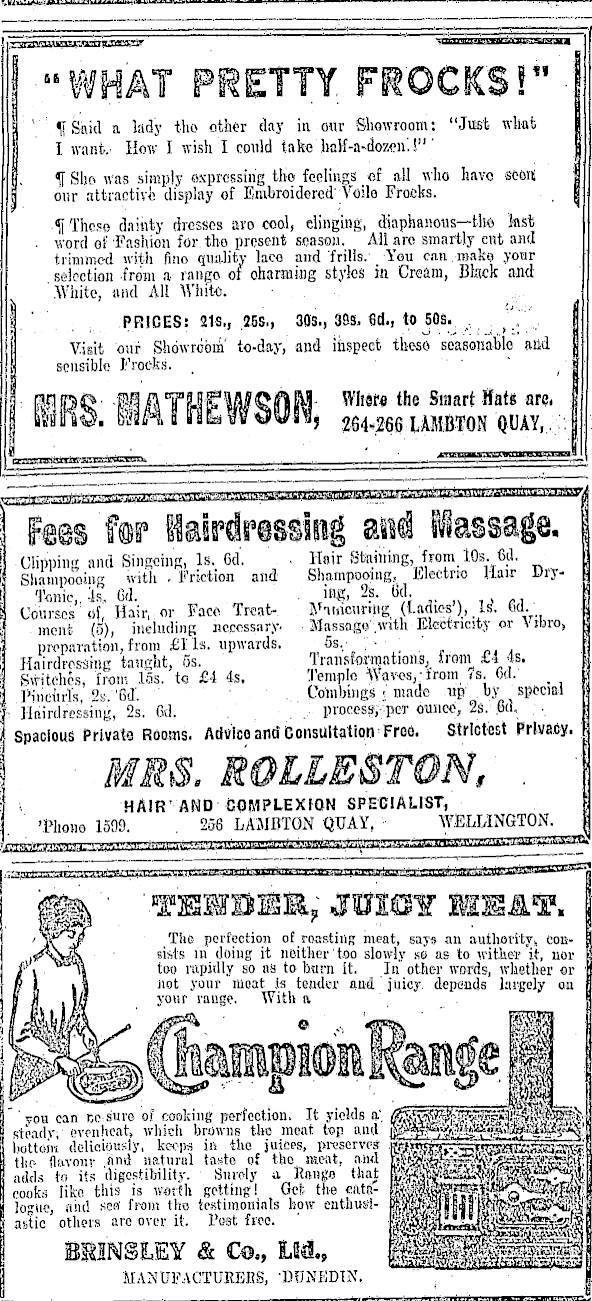 "WHAT PRETTY FROCKS!"
¶ Said a lady the other day in our Showroom: "Just what
I want. How I wish I could take half-a-dozen!"
¶ She was simply expressing the feelings of all who have seen
our attractive display of Embroidered Voile Frocks.
¶ These dainty dresses are cool, clinging, diaphanous—the last
word of Fashion for the present season. All are smartly cut and
trimmed with fine quality lace and frills. You can make your
selection from a range of charming styles in Cream, Black and
White, and All White.
PRICES: 21s., 25s., 30s., 39s. 6d., to 50s.
Visit our Showroom to-day, and inspect these seasonable and
sensible Frocks.
MRS. MATHEWSON,
Where the Smart Hats are,
264-266 LAMBTON QUAY,
Fees for Hairdressing and Massage.
Clipping and Singeing, 1s. 6d.
Shampooing with Friction and
Tonic, 4s. 6d.
Courses of Hair, or Face Treat-
ment (5), including necessary
preparation, from £1 1s. upwards.
Hairdressing taught, 5s.
Switches, from 15s. to £4 4s.
Pincurls, 2s. 6d.
Hairdressing, 2s. 6d.
Hair Staining, from 10s. 6d.
Shampooing, Electric Hair Dry-
ing, 2s. 6d.
Manicuring (Ladies'), 1s. 6d.
Massage with Electricity or Vibro,
5s.
Transformations, from £4 4s.
Temple Waves, from 7s. 6d.
Combings made up by special
process, per ounce, 2s. 6d.
Spacious Private Rooms. Advice and Consultation Free. Strictest Privacy.
MRS. ROLLESTON,
HAIR AND COMPLEXION SPECIALIST,
'Phone 1599. 256 LAMBTON QUAY, WELLINGTON.
TENDER, JUICY MEAT.
The perfection of roasting meat, says an authority, con-
sists in doing it neither too slowly so as to wither it, nor
too rapidly so as to burn it. In other words, whether or
not your meat is tender and juicy depends largely on
your range. With a
Champion Range
you can be sure of cooking perfection. It yields a
steady, evenheat, which browns the meat top and
bottom deliciously, keeps in the juices, preserves
the flavour and natural taste of the meat, and
adds to its digestibility. Surely a Range that
cooks like this is worth getting! Get the cata-
logue, and see from the testimonials how enthusi-
astic others are over it. Post free.
BRINSLEY & Co., Ltd.,
MANUFACTURERS, DUNEDIN.